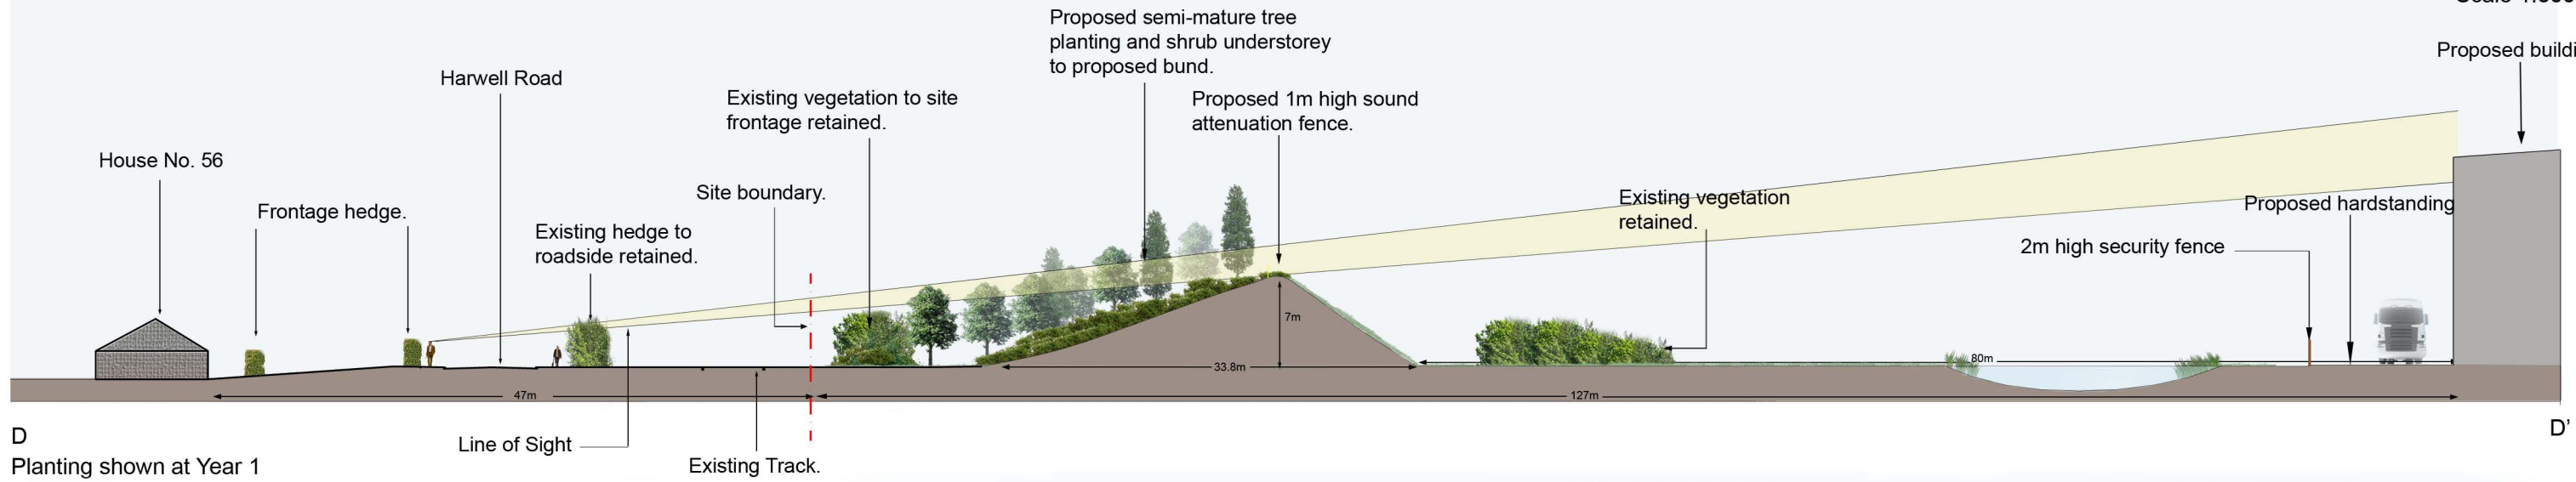 Proposed semi-mature tree
planting and shrub understorey
to proposed bund.
Harwell Road
Existing vegetation to site
frontage retained.
Proposed 1m high sound
attenuation fence.
House No. 56
Frontage hedge.
Existing hedge to
roadside retained.
Site boundary.
Existing vegetation
retained.
Proposed hardstanding
2m high security fence
Proposed
7m
33.8m
80m
47m
127m
Line of Sight
Existing Track.
D
D'
Planting shown at Year 1